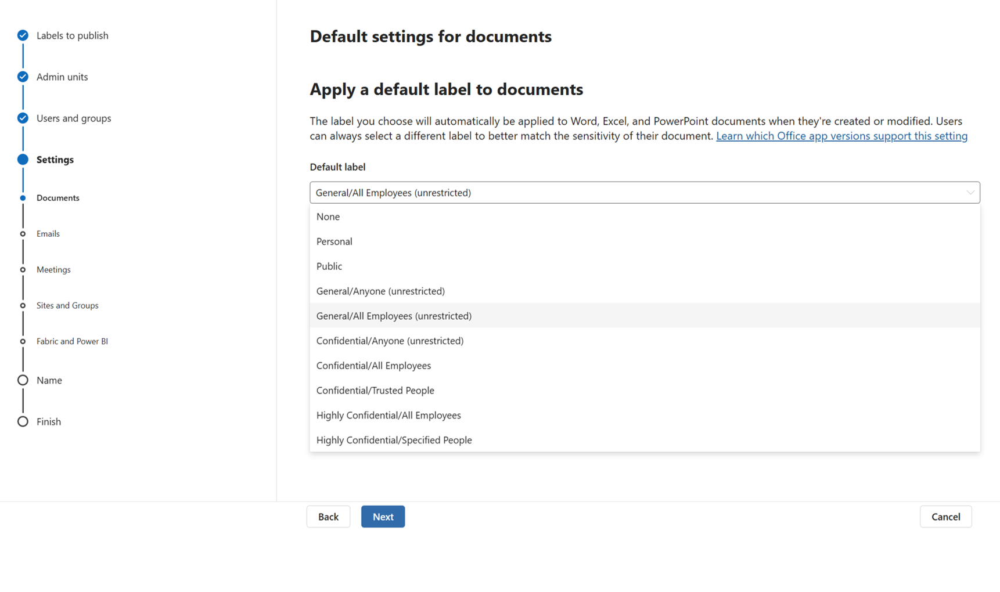 Labels to publish
Admin units
Users and groups
Settings
Documents
Emails
Meetings
Sites and Groups
Fabric and Power BI
Name
Finish
Default settings for documents
Apply a default label to documents
The label you choose will automatically be applied to Word, Excel, and PowerPoint documents when they're created or modified. Users
can always select a different label to better match the sensitivity of their document. Learn which Office app versions support this setting
Default label
General/All Employees (unrestricted)
None
Personal
Public
General/Anyone (unrestricted)
General/All Employees (unrestricted)
Confidential/Anyone (unrestricted)
Confidential/All Employees
Confidential/Trusted People
Highly Confidential/All Employees
Highly Confidential/Specified People
Back
Next
Cancel